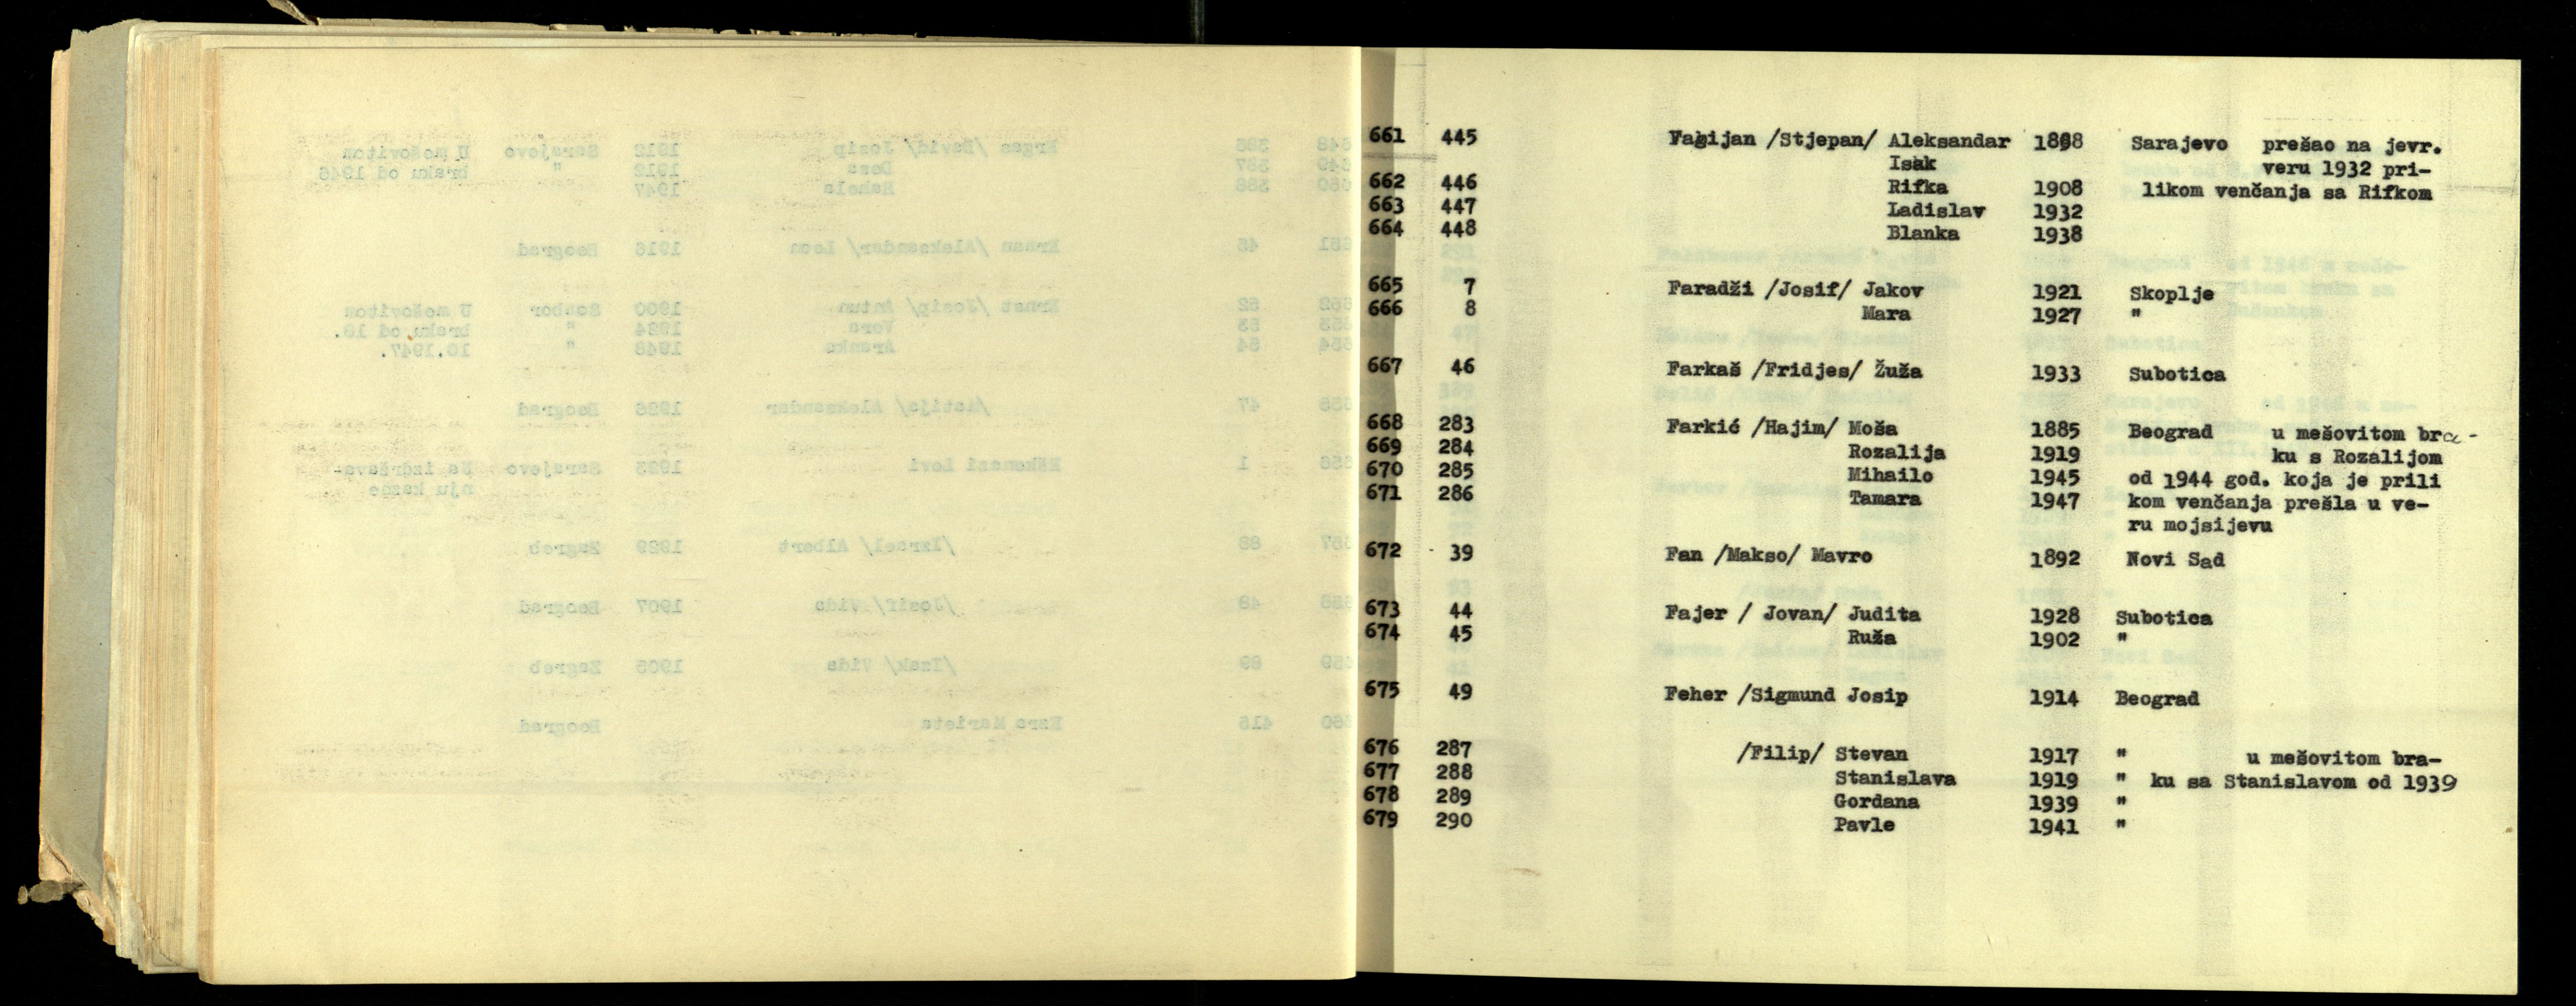 661 445 Fabijan /Stjepan/ Aleksandar 1898 Sarajevo prešao na jevr.
Isak veru 1932 pri-
662 446 Rifka 1908 likom venčanja sa Rifkom
663 447 Ladislav 1932
664 448 Blanka 1938
665 7 Faradži /Josif/ Jakov 1921 Skoplje
666 8 Mara 1927 "
667 46 Farkaš /Fridjes/ Žuža 1933 Subotica
668 283 Farkić /Hajim/ Moša 1885 Beograd u mešovitom bra-
669 284 Rozalija 1919 ku s Rozalijom
670 285 Mihailo 1945 od 1944 god. koja je prili
671 286 Tamara 1947 kom venčanja prešla u ve-
ru mojsijevu
672 39 Fan /Makso/ Mavro 1892 Novi Sad
673 44 Fajer / Jovan/ Judita 1928 Subotica
674 45 Ruža 1902 "
675 49 Feher /Sigmund Josip 1914 Beograd
676 287 /Filip/ Stevan 1917 " u mešovitom bra-
677 288 Stanislava 1919 " ku sa Stanislavom od 1939
678 289 Gordana 1939 "
679 290 Pavle 1941 "